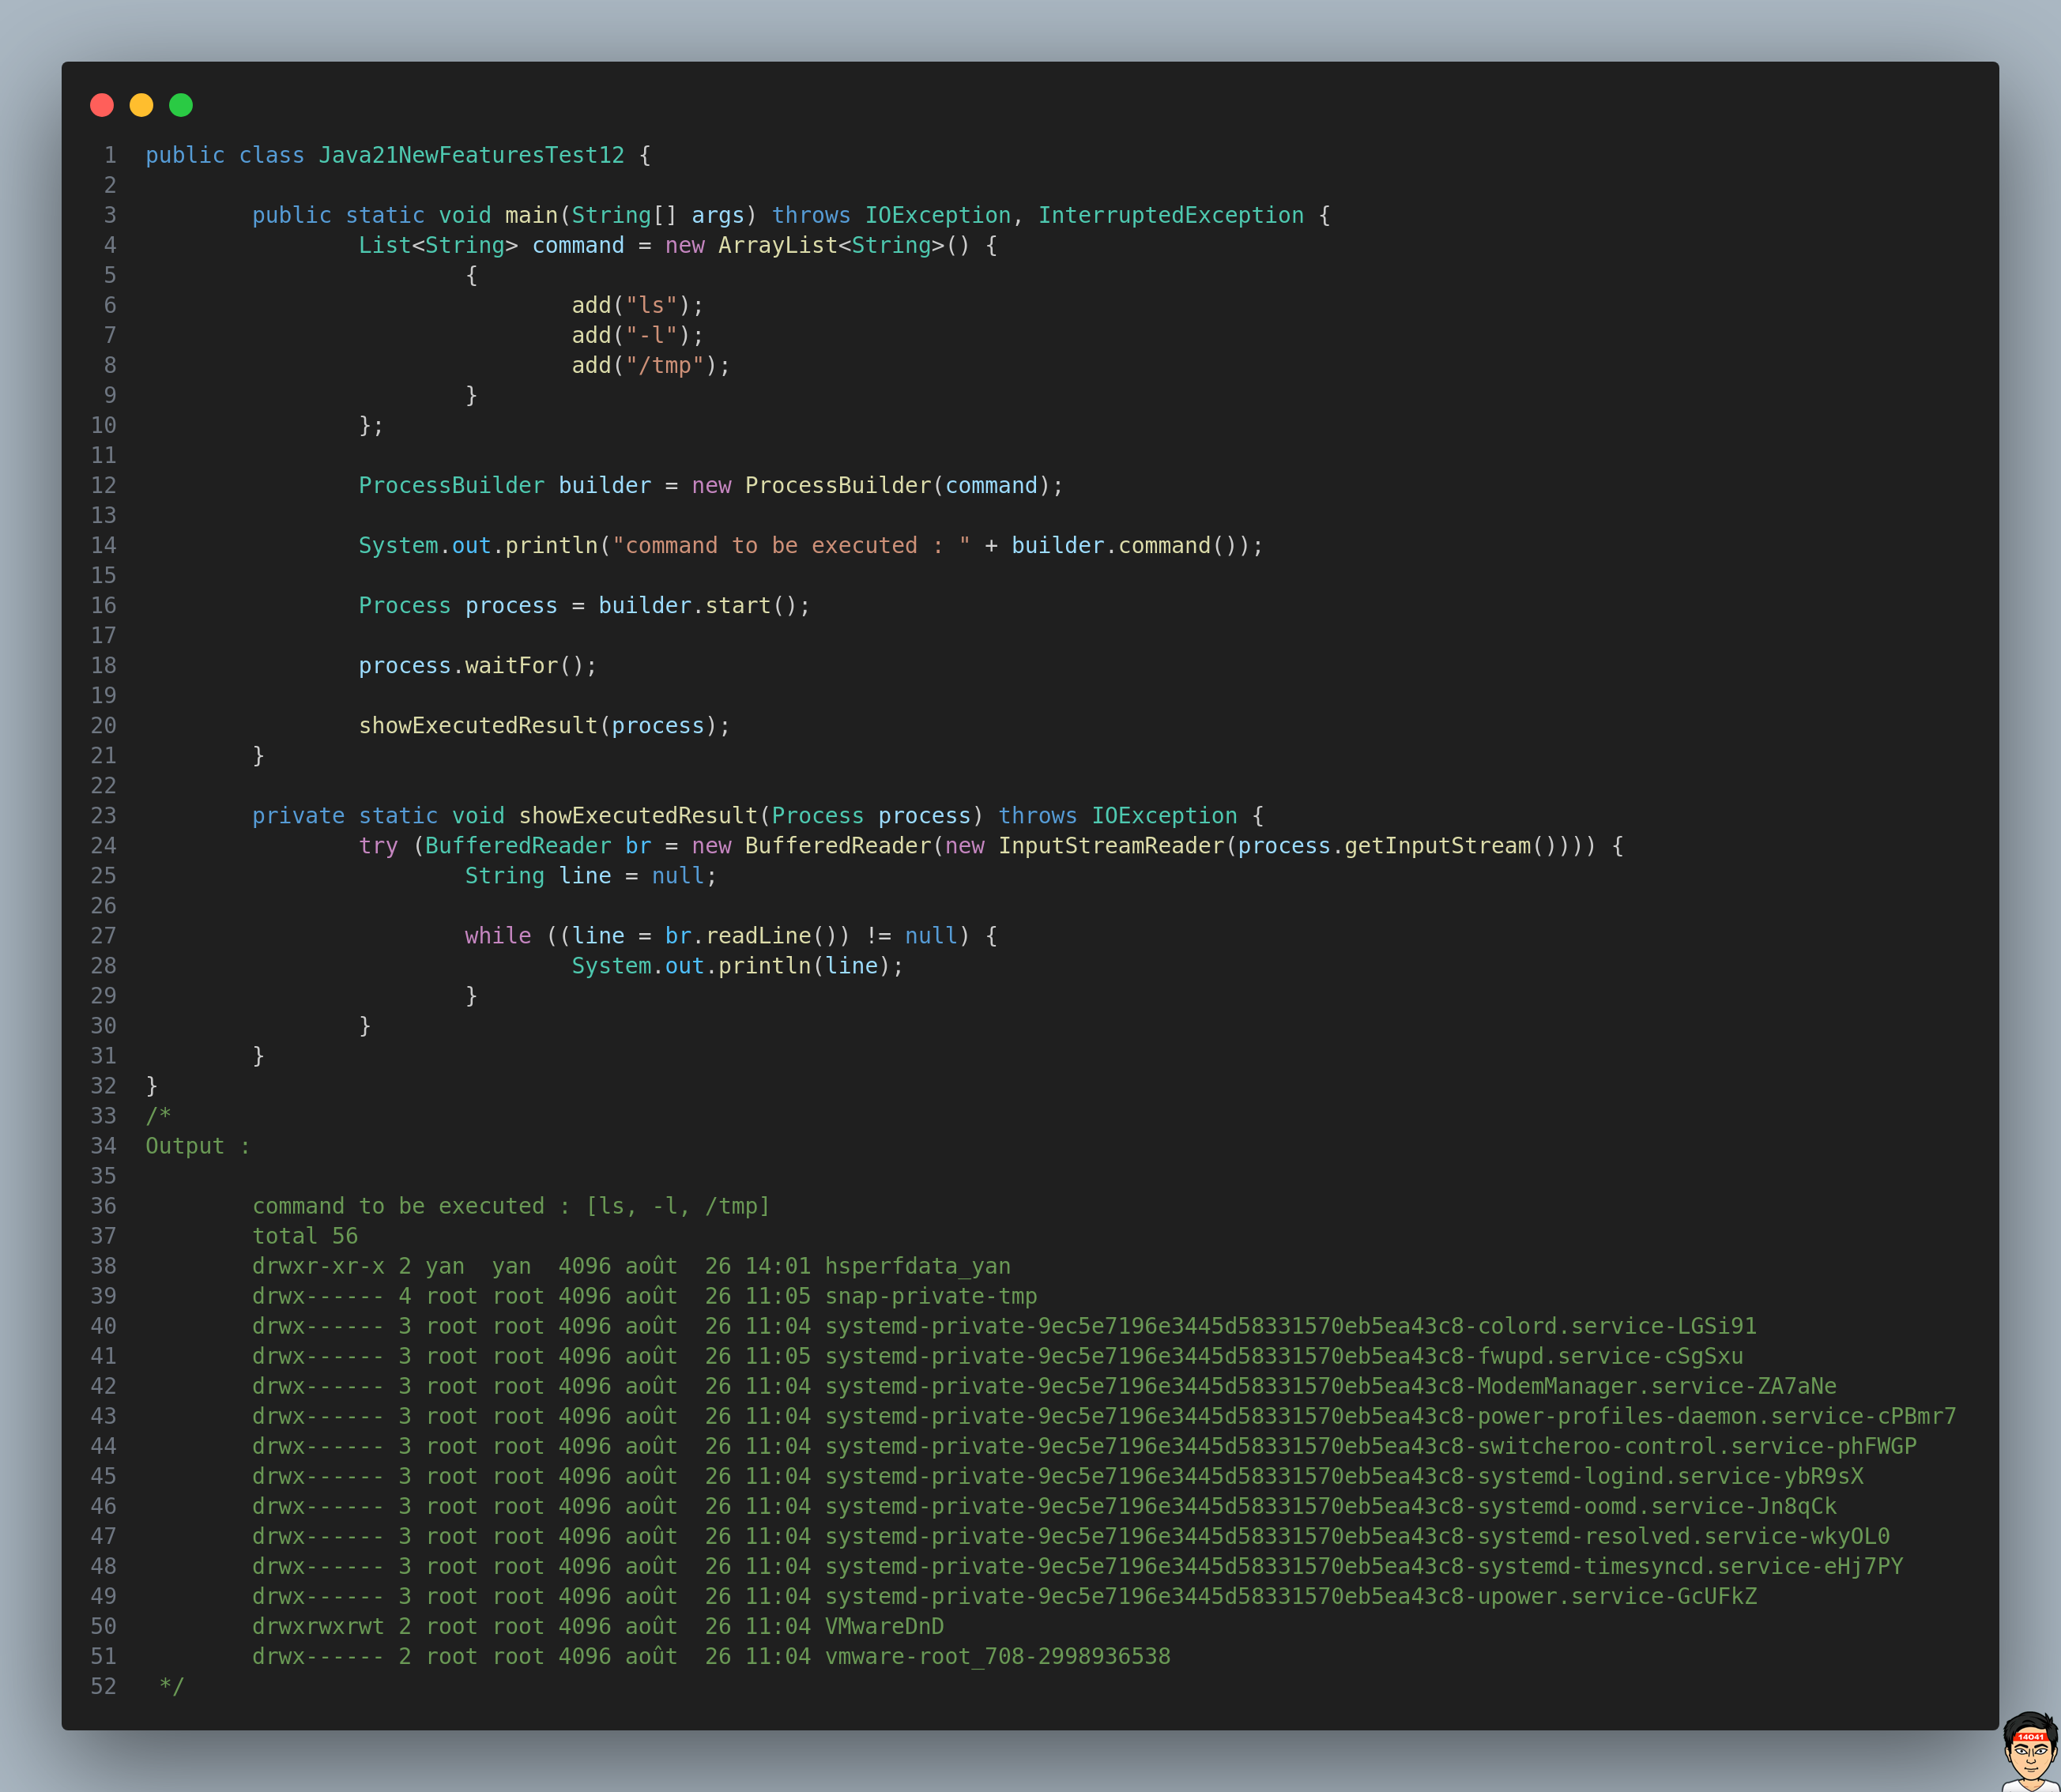 1 public class Java21NewFeaturesTest12 {
2
3 public static void main(String[] args) throws IOException, InterruptedException {
4 List<String> command = new ArrayList<String>() {
5 {
6 add("ls");
7 add("-l");
8 add("/tmp");
9 }
10 };
11
12 ProcessBuilder builder = new ProcessBuilder(command);
13
14 System.out.println("command to be executed : " + builder.command());
15
16 Process process = builder.start();
17
18 process.waitFor();
19
20 showExecutedResult(process);
21 }
22
23 private static void showExecutedResult(Process process) throws IOException {
24 try (BufferedReader br = new BufferedReader(new InputStreamReader(process.getInputStream()))) {
25 String line = null;
26
27 while ((line = br.readLine()) != null) {
28 System.out.println(line);
29 }
30 }
31 }
32 }
33 /*
34 Output :
35
36 command to be executed : [ls, -l, /tmp]
37 total 56
38 drwxr-xr-x 2 yan  yan  4096 août  26 14:01 hsperfdata_yan
39 drwx------ 4 root root 4096 août  26 11:05 snap-private-tmp
40 drwx------ 3 root root 4096 août  26 11:04 systemd-private-9ec5e7196e3445d58331570eb5ea43c8-colord.service-LGSi91
41 drwx------ 3 root root 4096 août  26 11:05 systemd-private-9ec5e7196e3445d58331570eb5ea43c8-fwupd.service-cSgSxu
42 drwx------ 3 root root 4096 août  26 11:04 systemd-private-9ec5e7196e3445d58331570eb5ea43c8-ModemManager.service-ZA7aNe
43 drwx------ 3 root root 4096 août  26 11:04 systemd-private-9ec5e7196e3445d58331570eb5ea43c8-power-profiles-daemon.service-cPBmr7
44 drwx------ 3 root root 4096 août  26 11:04 systemd-private-9ec5e7196e3445d58331570eb5ea43c8-switcheroo-control.service-phFWGP
45 drwx------ 3 root root 4096 août  26 11:04 systemd-private-9ec5e7196e3445d58331570eb5ea43c8-systemd-logind.service-ybR9sX
46 drwx------ 3 root root 4096 août  26 11:04 systemd-private-9ec5e7196e3445d58331570eb5ea43c8-systemd-oomd.service-Jn8qCk
47 drwx------ 3 root root 4096 août  26 11:04 systemd-private-9ec5e7196e3445d58331570eb5ea43c8-systemd-resolved.service-wkyOL0
48 drwx------ 3 root root 4096 août  26 11:04 systemd-private-9ec5e7196e3445d58331570eb5ea43c8-systemd-timesyncd.service-eHj7PY
49 drwx------ 3 root root 4096 août  26 11:04 systemd-private-9ec5e7196e3445d58331570eb5ea43c8-upower.service-GcUFkZ
50 drwxrwxrwt 2 root root 4096 août  26 11:04 VMwareDnD
51 drwx------ 2 root root 4096 août  26 11:04 vmware-root_708-2998936538
52 */
14041